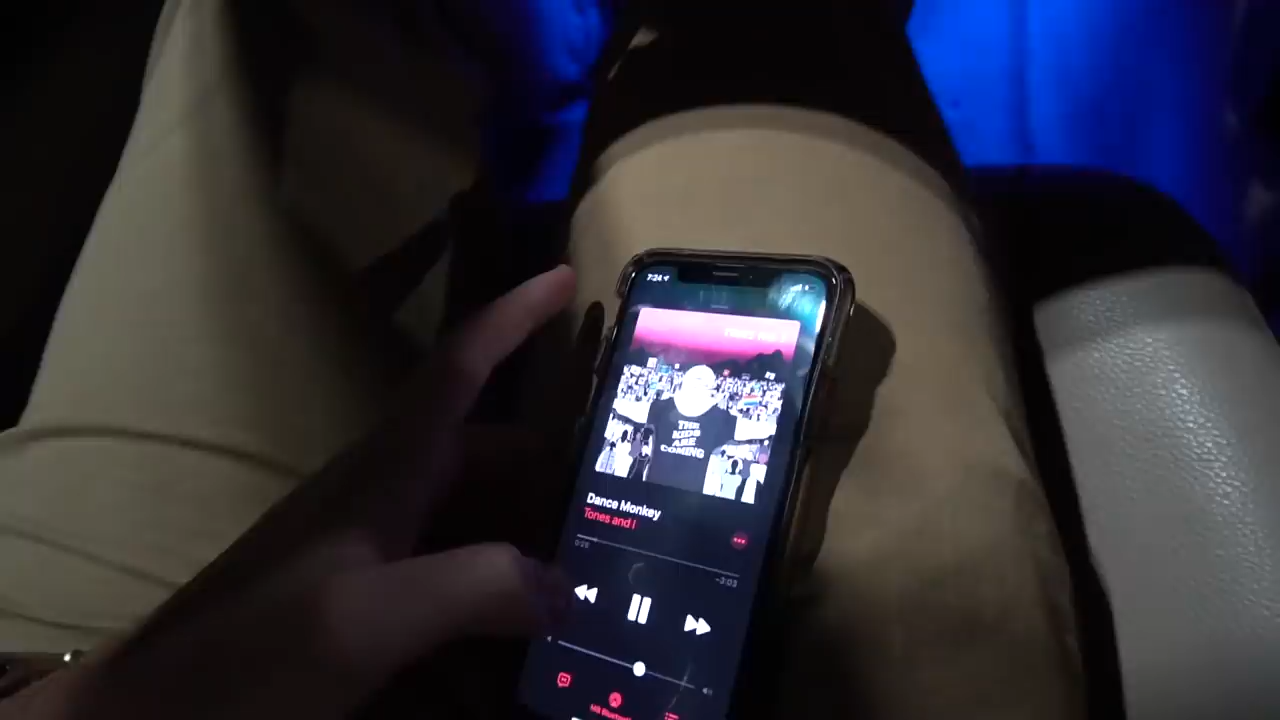 7:24
THE
KIDS
ARE
COMING
Dance Monkey
Tones and I
-3:03